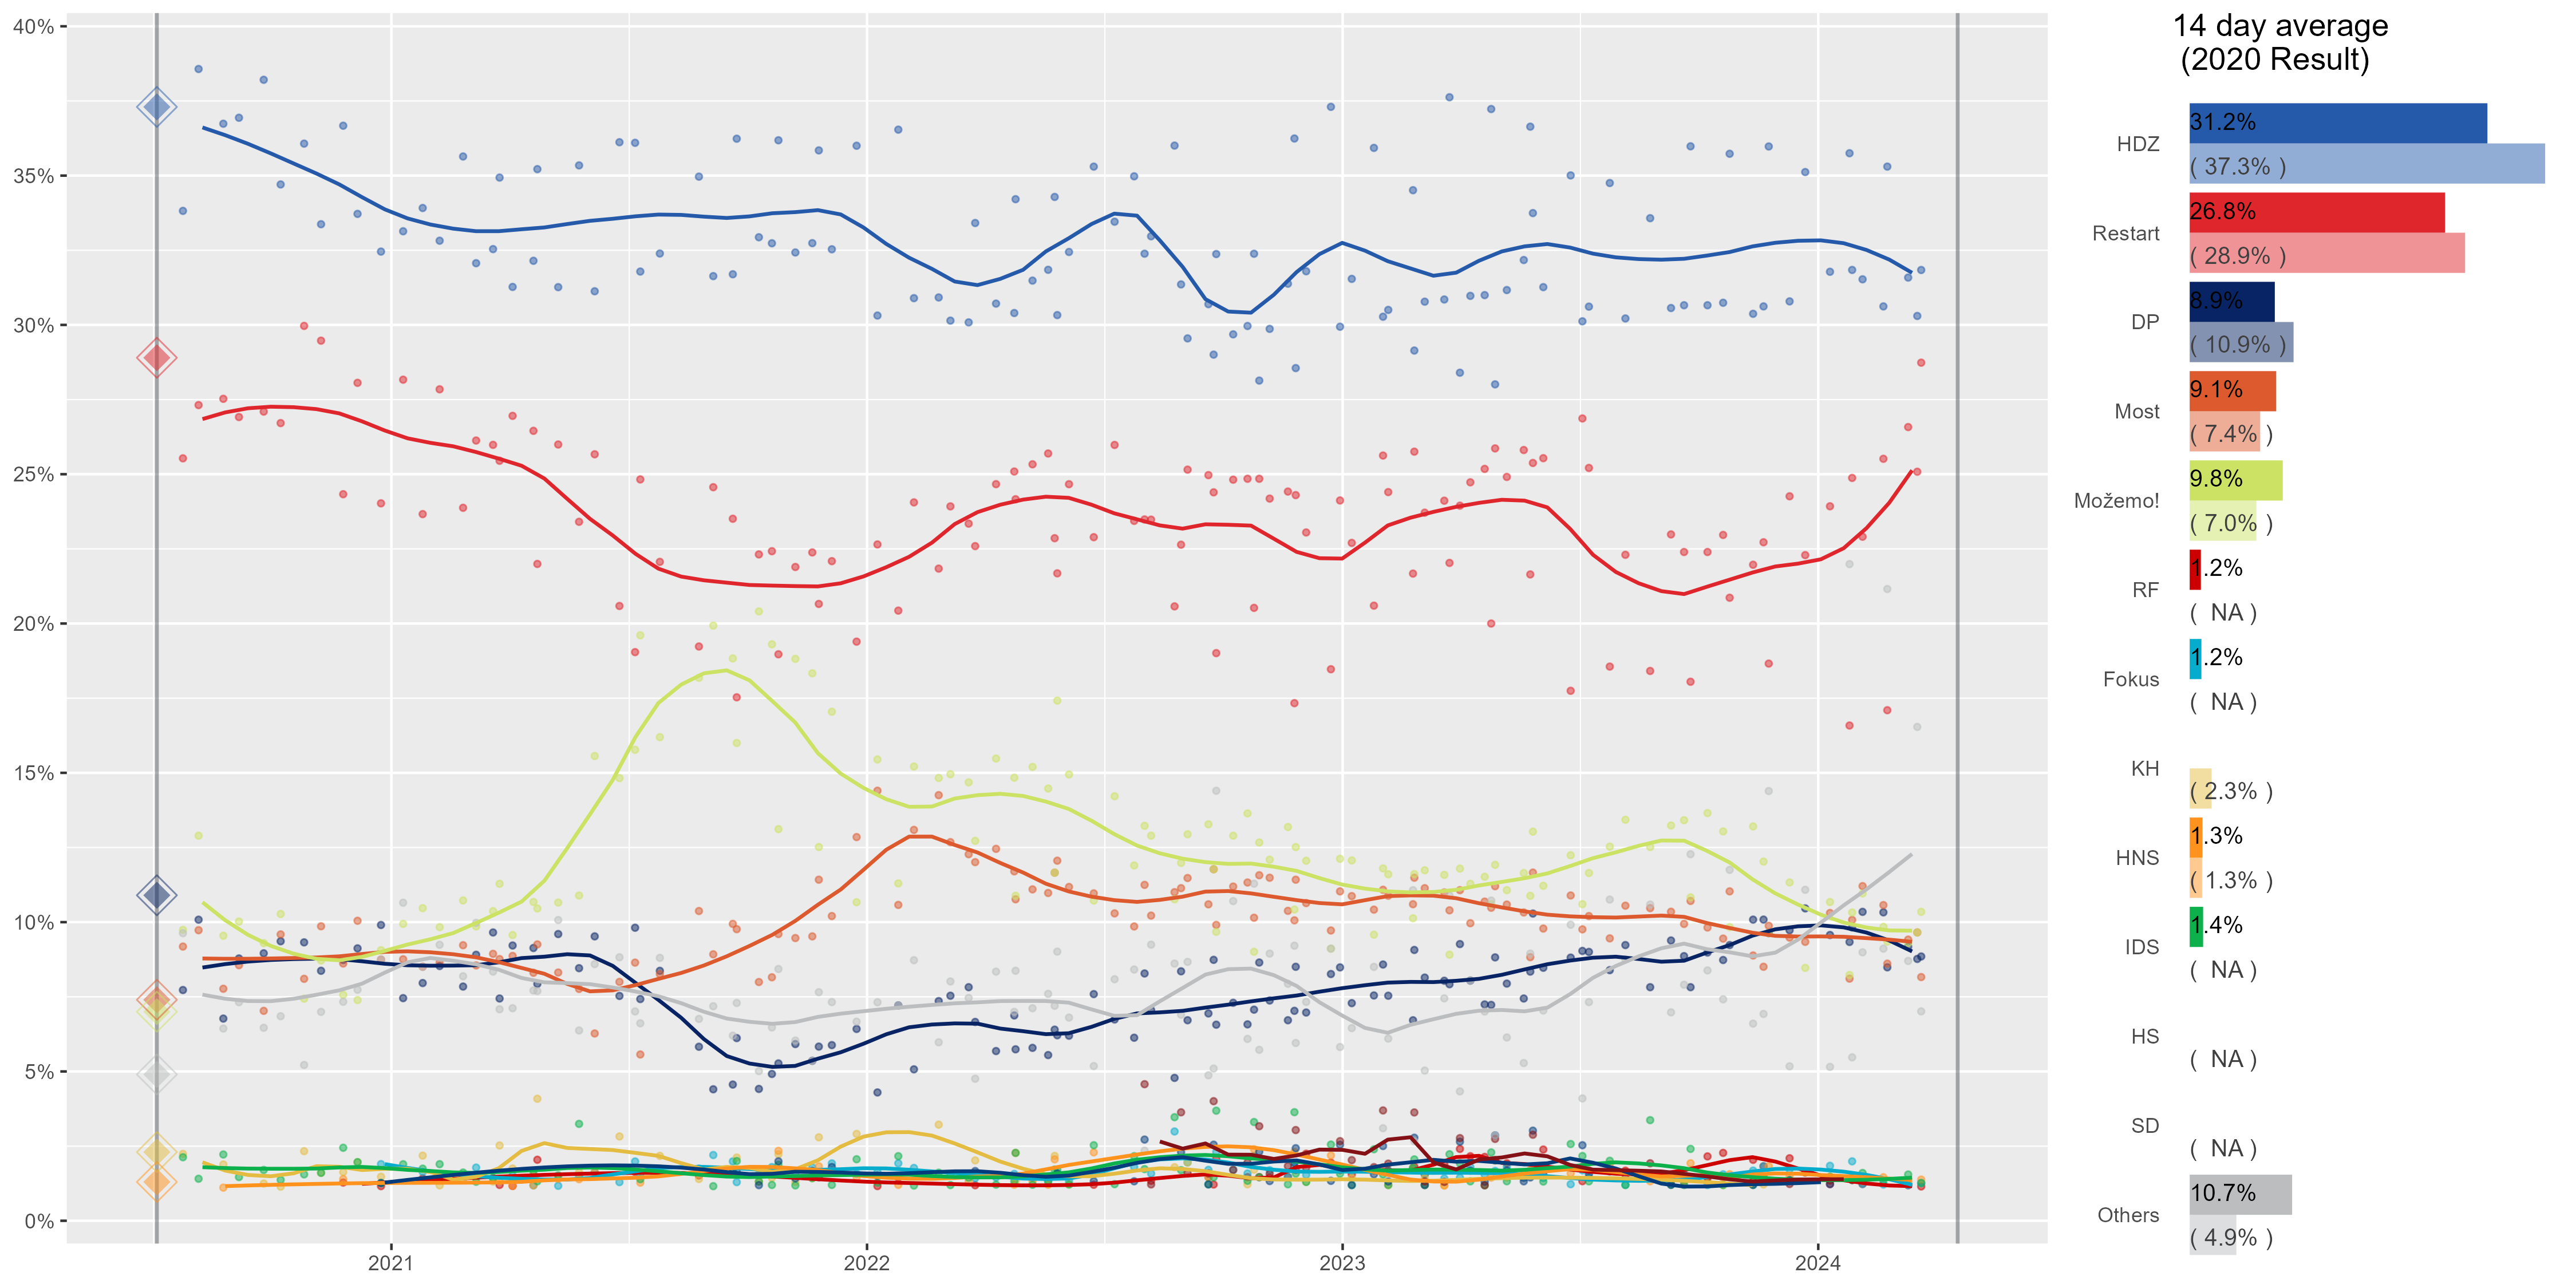 40%
35%
30%
25%
20%
15%
10%
5%
0%
2021
2022
2023
2024
14 day average
(2020 Result)
HDZ
31.2%
( 37.3% )
Restart
26.8%
( 28.9% )
DP
8.9%
( 10.9% )
Most
9.1%
( 7.4% )
Možemo!
9.8%
( 7.0% )
RF
1.2%
( NA )
Fokus
1.2%
( NA )
KH
( 2.3% )
HNS
1.3%
( 1.3% )
IDS
1.4%
( NA )
HS
( NA )
SD
( NA )
Others
10.7%
( 4.9% )